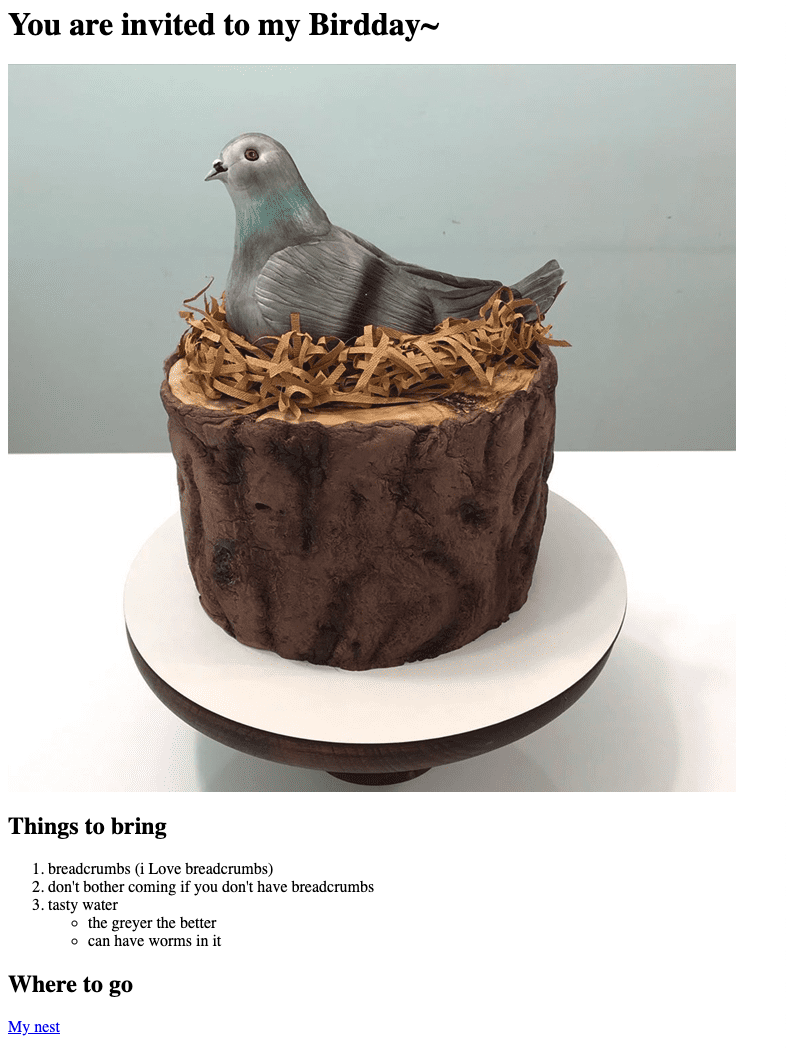 You are invited to my Birdday~
Things to bring
1. breadcrumbs (i Love breadcrumbs)
2. don't bother coming if you don't have breadcrumbs
3. tasty water
◦ the greyer the better
◦ can have worms in it
Where to go
My nest